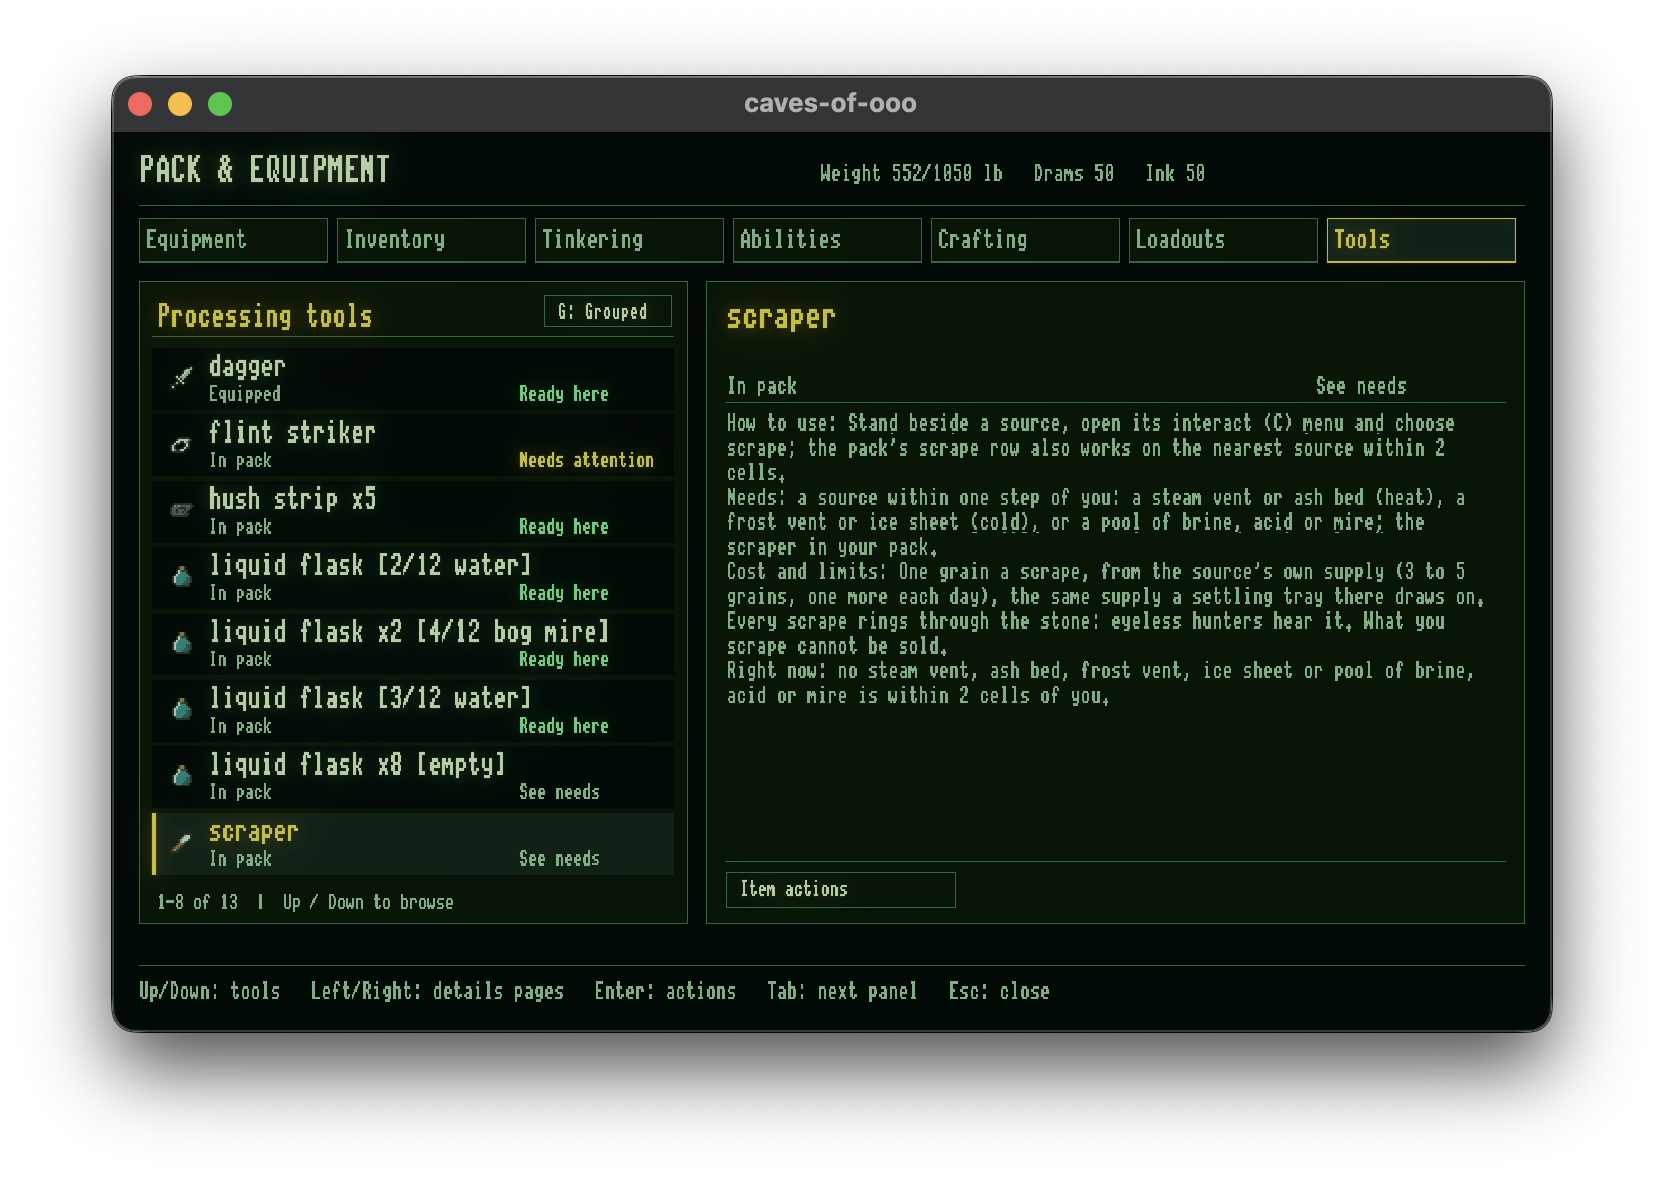 caves-of-ooo
PACK & EQUIPMENT
Weight 552/1050 lb Drams 50 Ink 50
Equipment Inventory Tinkering Abilities Crafting Loadouts Tools
Processing tools
G: Grouped
dagger
Equipped Ready here
flint striker
In pack Needs attention
hush strip x5
In pack Ready here
liquid flask [2/12 water]
In pack Ready here
liquid flask x2 [4/12 bog mire]
In pack Ready here
liquid flask [3/12 water]
In pack Ready here
liquid flask x8 [empty]
In pack See needs
scraper
In pack See needs
1-8 of 13 | Up / Down to browse
scraper
In pack See needs
How to use: Stand beside a source, open its interact (C) menu and choose
scrape; the pack's scrape row also works on the nearest source within 2
cells.
Needs: a source within one step of you: a steam vent or ash bed (heat), a
frost vent or ice sheet (cold), or a pool of brine, acid or mire; the
scraper in your pack.
Cost and limits: One grain a scrape, from the source's own supply (3 to 5
grains, one more each day), the same supply a settling tray there draws on.
Every scrape rings through the stone: eyeless hunters hear it. What you
scrape cannot be sold.
Right now: no steam vent, ash bed, frost vent, ice sheet or pool of brine,
acid or mire is within 2 cells of you.
Item actions
Up/Down: tools Left/Right: details pages Enter: actions Tab: next panel Esc: close